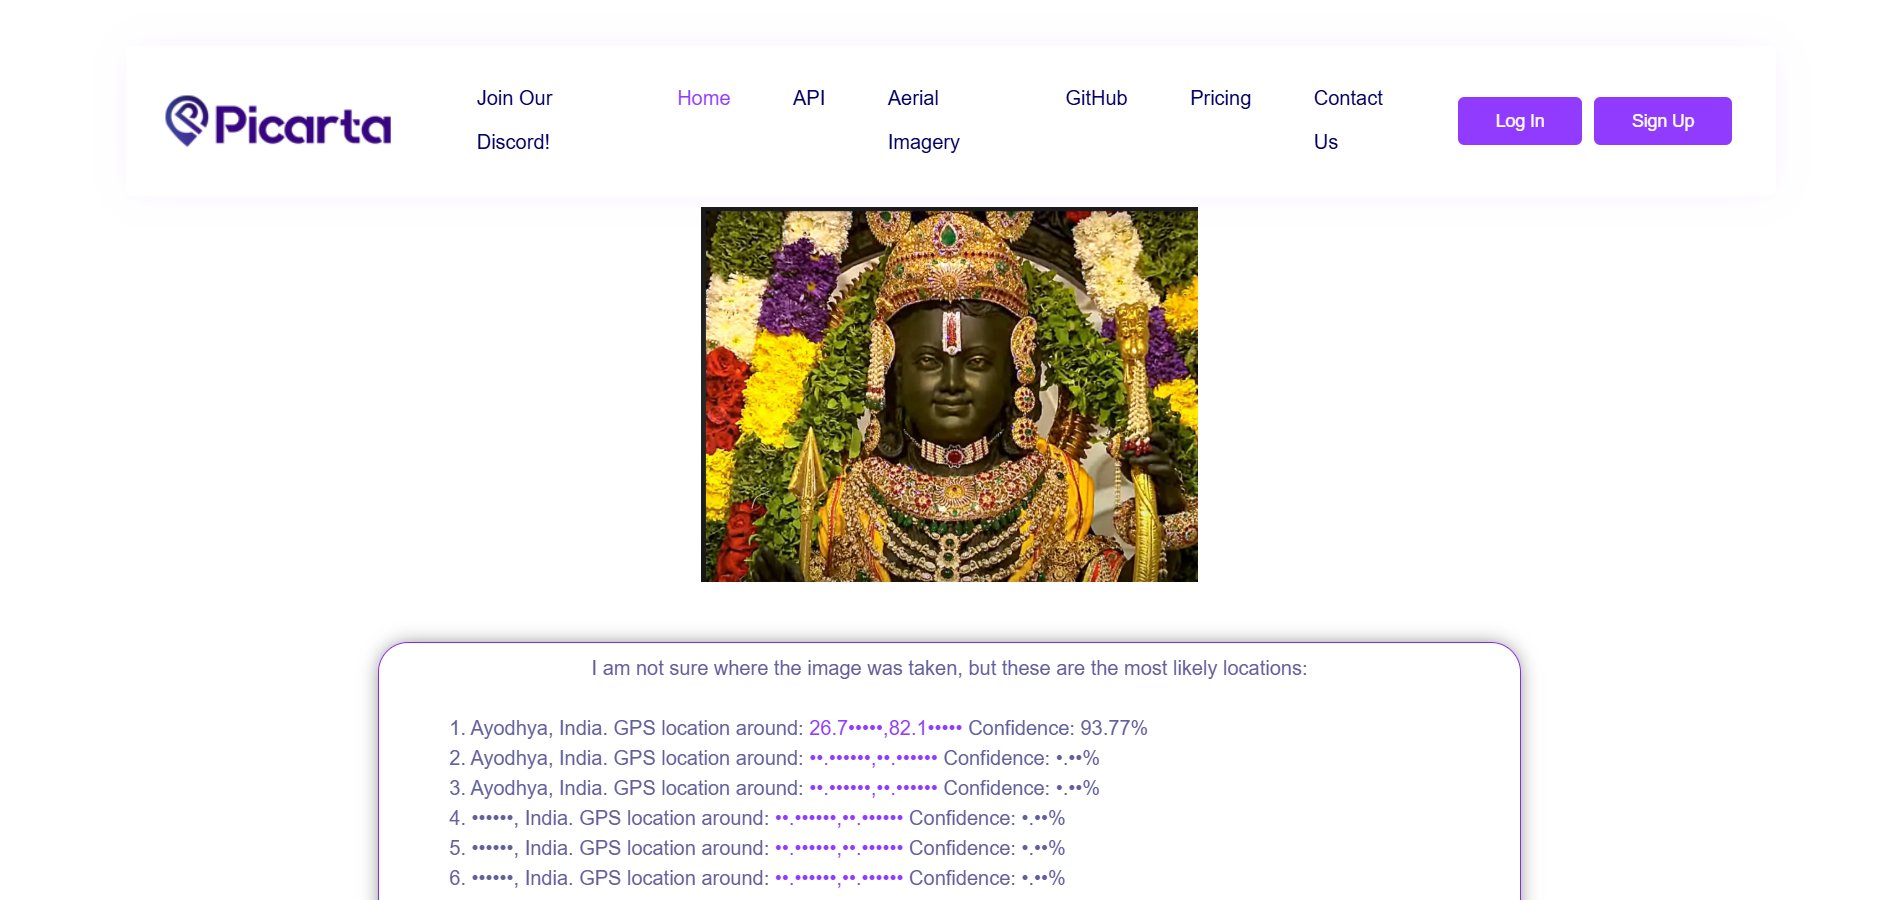 Picarta
Join Our Discord!
Home
API
Aerial Imagery
GitHub
Pricing
Contact Us
Log In
Sign Up
I am not sure where the image was taken, but these are the most likely locations:
1. Ayodhya, India. GPS location around: 26.7•••••,82.1••••• Confidence: 93.77%
2. Ayodhya, India. GPS location around: ••.••••••,••.•••••• Confidence: •.••%
3. Ayodhya, India. GPS location around: ••.••••••,••.•••••• Confidence: •.••%
4. ••••••, India. GPS location around: ••.••••••,••.•••••• Confidence: •.••%
5. ••••••, India. GPS location around: ••.••••••,••.•••••• Confidence: •.••%
6. ••••••, India. GPS location around: ••.••••••,••.•••••• Confidence: •.••%